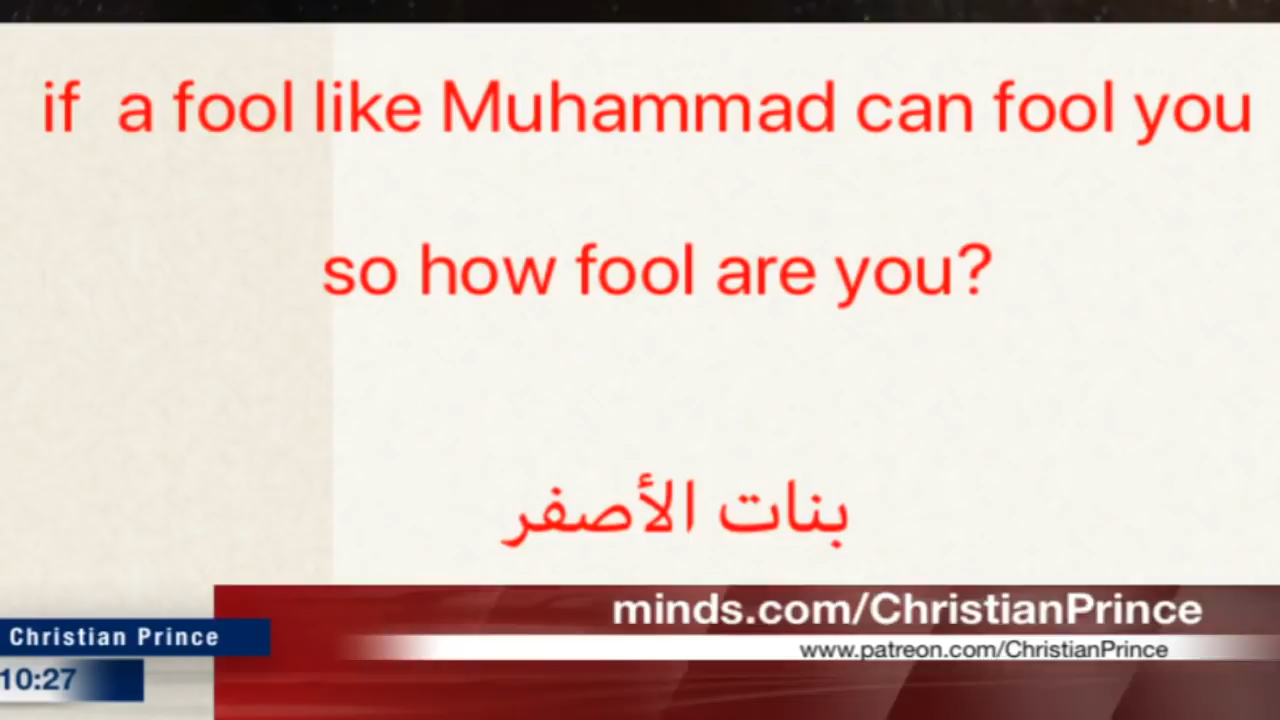 if a fool like Muhammad can fool you
so how fool are you?
بنات الأصفر
minds.com/ChristianPrince
Christian Prince
www.patreon.com/ChristianPrince
10:27